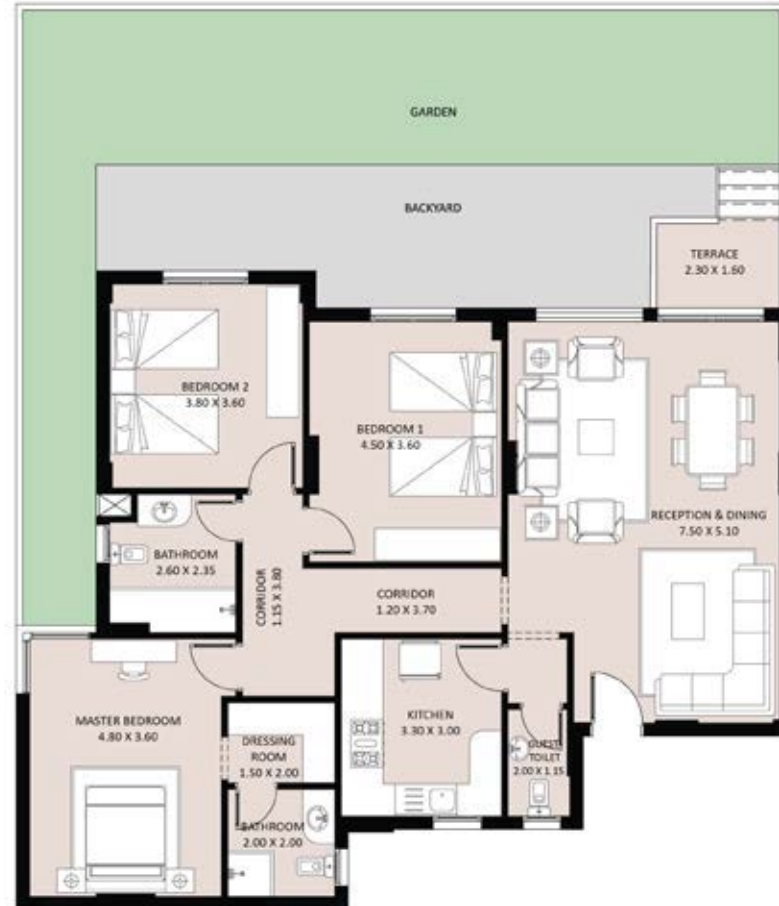 GARDEN
BACKYARD
TERRACE
2.30 X 1.60
BEDROOM 2
3.80 X 3.60
BEDROOM 1
4.50 X 3.60
RECEPTION & DINING
7.50 X 5.10
BATHROOM
2.60 X 2.35
CORRIDOR
1.15 X 3.80
CORRIDOR
1.20 X 3.70
MASTER BEDROOM
4.80 X 3.60
KITCHEN
3.30 X 3.00
DRESSING
ROOM
1.50 X 2.00
GUEST
TOILET
2.00 X 1.15
BATHROOM
2.00 X 2.00